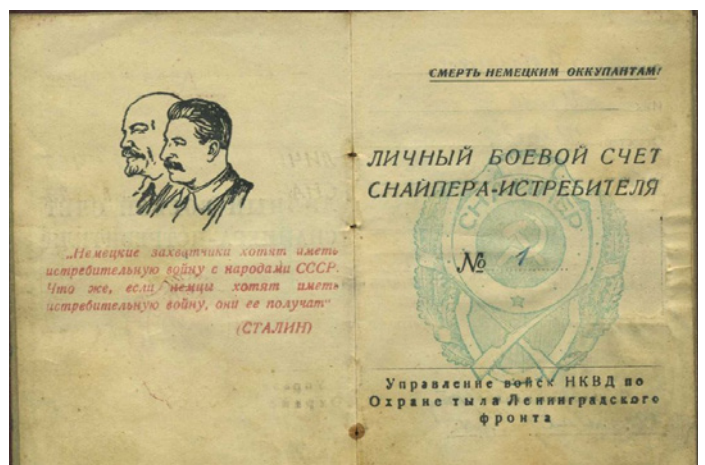 „Немецкие захватчики хотят иметь
истребительную войну с народами СССР.
Что же, если немцы хотят иметь
истребительную войну, они ее получат“
(СТАЛИН)
СМЕРТЬ НЕМЕЦКИМ ОККУПАНТАМ!
ЛИЧНЫЙ БОЕВОЙ СЧЕТ
СНАЙПЕРА-ИСТРЕБИТЕЛЯ
СНАЙПЕР
№ 1
Управление войск НКВД по
Охране тыла Ленинградского
фронта